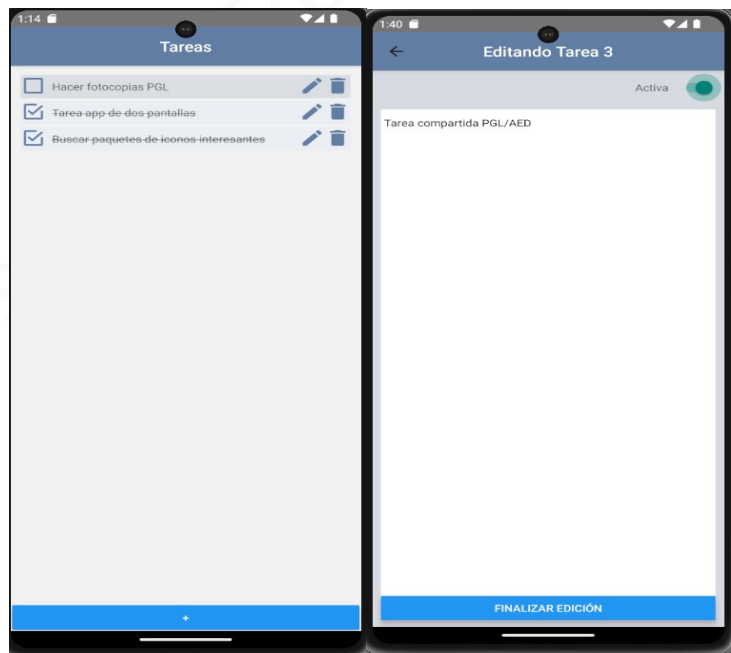 1:14
Tareas
Hacer fotocopias PGL
Tarea app de dos pantallas
Buscar paquetes de iconos interesantes
+
1:40
Editando Tarea 3
Activa
Tarea compartida PGL/AED
FINALIZAR EDICIÓN